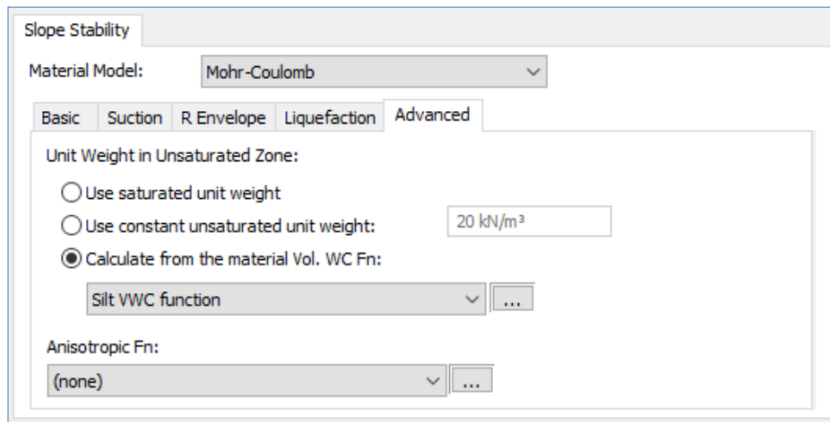 Slope Stability
Material Model: Mohr-Coulomb
Basic Suction R Envelope Liquefaction Advanced
Unit Weight in Unsaturated Zone:
Use saturated unit weight
Use constant unsaturated unit weight: 20 kN/m³
Calculate from the material Vol. WC Fn:
Silt VWC function ...
Anisotropic Fn:
(none) ...